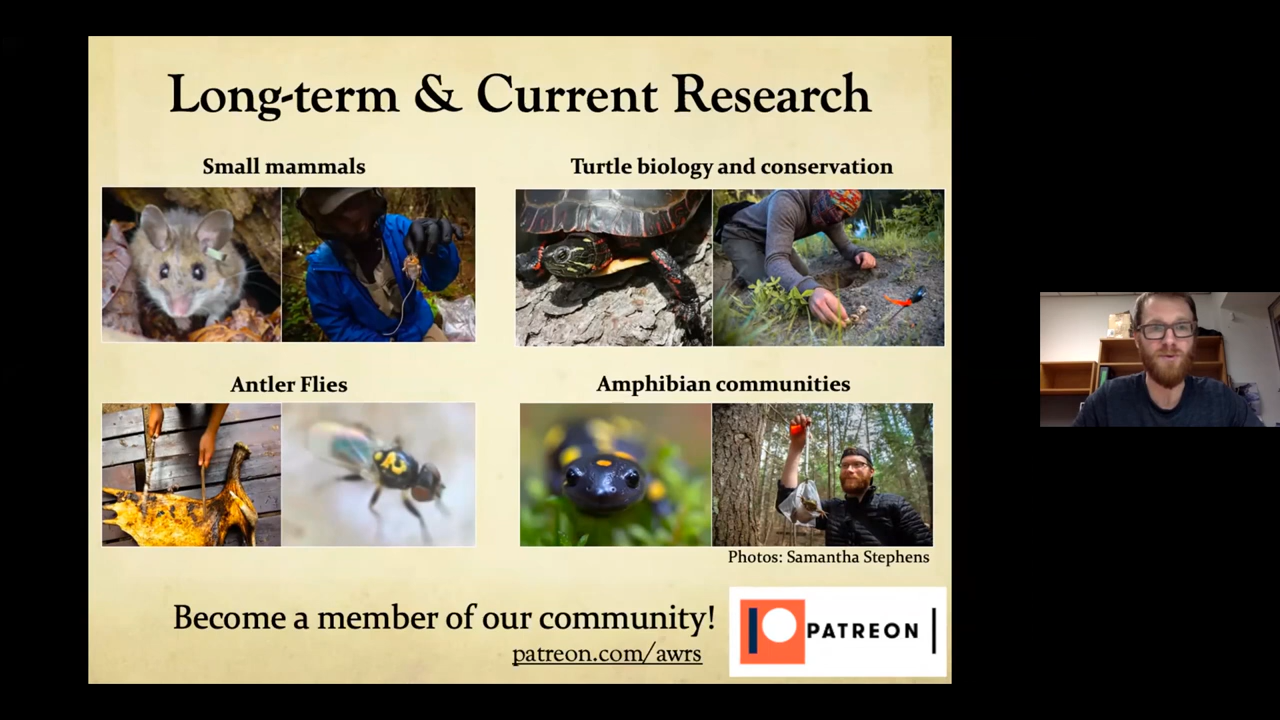 Long-term & Current Research
Small mammals
Turtle biology and conservation
Antler Flies
Amphibian communities
Photos: Samantha Stephens
Become a member of our community!
patreon.com/awrs
PATREON
2